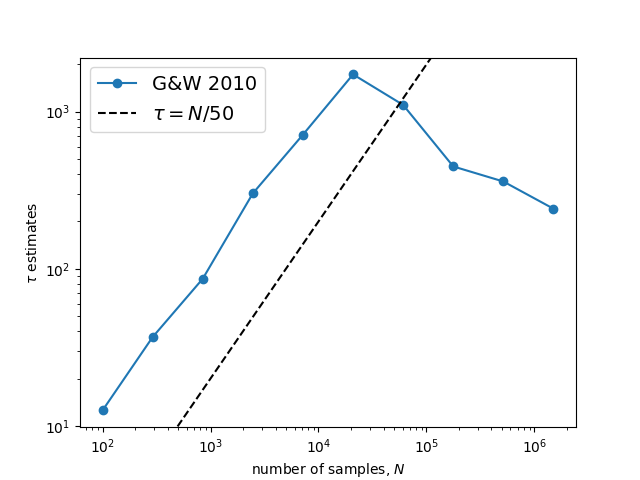 G&W 2010
τ = N/50
10³
10²
10¹
τ estimates
10² 10³ 10⁴ 10⁵ 10⁶
number of samples, N